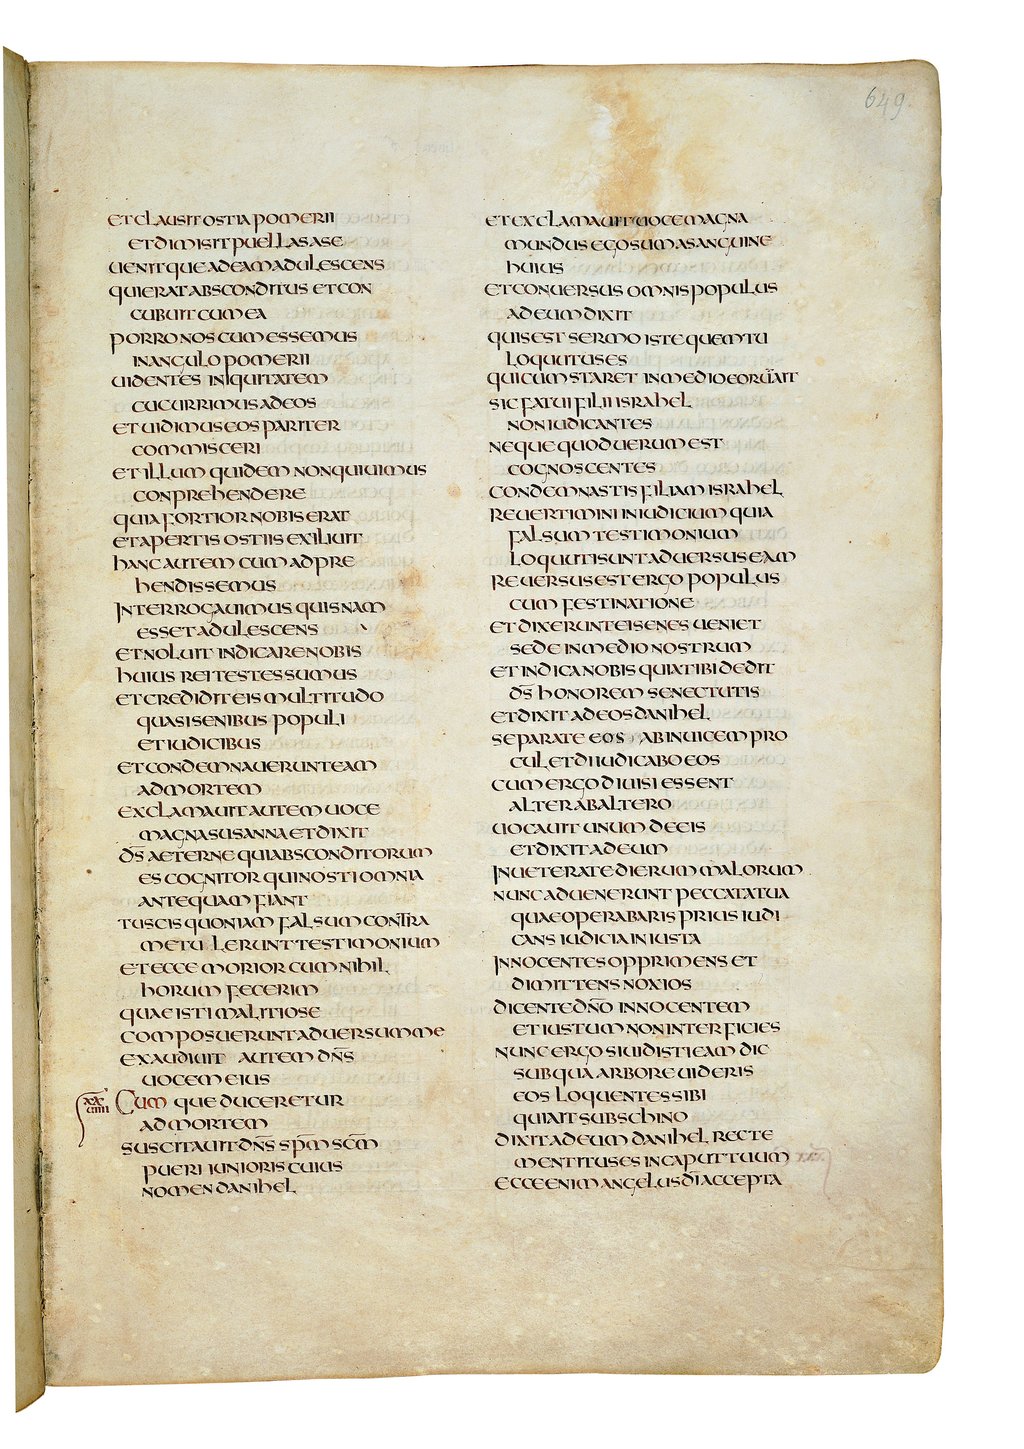 649.
ET CLAUSIT OSTIA POMERII
ET DIMISIT PUELLAS A SE
UENITQUE AD EAM ADULESCENS
QUI ERAT ABSCONDITUS ET CON
CUBUIT CUM EA
PORRO NOS CUM ESSEMUS
IN ANGULO POMERII
UIDENTES INIQUITATEM
CUCURRIMUS AD EOS
ET UIDIMUS EOS PARITER
COMMISCERI
ET ILLUM QUIDEM NON QUIUIMUS
CONPREHENDERE
QUIA FORTIOR NOBIS ERAT
ET APERTIS OSTIIS EXILIUIT
HANC AUTEM CUM ADPRE
HENDISSEMUS
INTERROGAUIMUS QUISNAM
ESSET ADULESCENS
ET NOLUIT INDICARE NOBIS
HUIUS REI TESTES SUMUS
ET CREDIDIT EIS MULTITUDO
QUASI SENIBUS POPULI
ET IUDICIBUS
ET CONDEMNAUERUNT EAM
AD MORTEM
EXCLAMAUIT AUTEM UOCE
MAGNA SUSANNA ET DIXIT
D̅S̅ AETERNE QUI ABSCONDITORUM
ES COGNITOR QUI NOSTI OMNIA
ANTEQUAM FIANT
TU SCIS QUONIAM FALSUM CONTRA
ME TULERUNT TESTIMONIUM
ET ECCE MORIOR CUM NIHIL
HORUM FECERIM
QUAE ISTI MALITIOSE
COMPOSUERUNT ADUERSUM ME
EXAUDIUIT AUTEM D̅N̅S̅
UOCEM EIUS
CUMQUE DUCERETUR
AD MORTEM
SUSCITAUIT D̅N̅S̅ S̅P̅M̅ S̅C̅M̅
PUERI IUNIORIS CUIUS
NOMEN DANIHEL
ET EXCLAMAUIT UOCE MAGNA
MUNDUS EGO SUM A SANGUINE
HUIUS
ET CONUERSUS OMNIS POPULUS
AD EUM DIXIT
QUIS EST SERMO ISTE QUEM TU
LOQUUTUS ES
QUI CUM STARET IN MEDIO EORU̅ AIT
SIC FATUI FILII ISRAHEL
NON IUDICANTES
NEQUE QUOD UERUM EST
COGNOSCENTES
CONDEMNASTIS FILIAM ISRAHEL
REUERTIMINI IN IUDICIUM QUIA
FALSUM TESTIMONIUM
LOQUUTI SUNT ADUERSUS EAM
REUERSUS EST ERGO POPULUS
CUM FESTINATIONE
ET DIXERUNT EI SENES UENI ET
SEDE IN MEDIO NOSTRUM
ET INDICA NOBIS QUIA TIBI DEDIT
D̅S̅ HONOREM SENECTUTIS
ET DIXIT AD EOS DANIHEL
SEPARATE EOS AB INUICEM PRO
CUL ET DIIUDICABO EOS
CUM ERGO DIUISI ESSENT
ALTER AB ALTERO
UOCAUIT UNUM DE EIS
ET DIXIT AD EUM
INUETERATE DIERUM MALORUM
NUNC ADUENERUNT PECCATA TUA
QUAE OPERABARIS PRIUS IUDI
CANS IUDICIA INIUSTA
INNOCENTES OPPRIMENS ET
DIMITTENS NOXIOS
DICENTE D̅N̅O̅ INNOCENTEM
ET IUSTUM NON INTERFICIES
NUNC ERGO SI UIDISTI EAM DIC
SUB QUA ARBORE UIDERIS
EOS LOQUENTES SIBI
QUI AIT SUB SCHINO
DIXIT AD EUM DANIHEL RECTE
MENTITUS ES IN CAPUT TUUM
ECCE ENIM ANGELUS D̅I̅ ACCEPTA